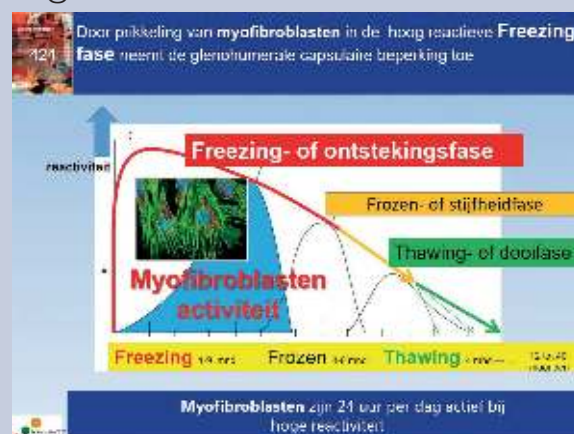 424
Door prikkeling van myofibroblasten in de hoog reactieve Freezing
fase neemt de glenohumerale capsulaire beperking toe
reactiviteit
Freezing- of ontstekingsfase
Frozen- of stijfheidfase
Thawing- of dooifase
Myofibroblasten
activiteit
Freezing Frozen Thawing
Myofibroblasten zijn 24 uur per dag actief bij
hoge reactiviteit